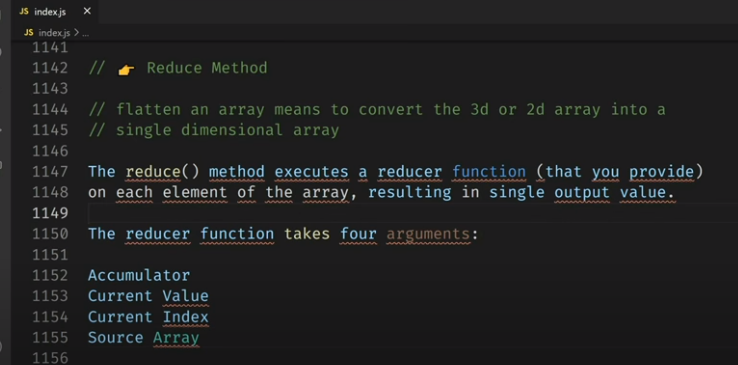 JS index.js ×
JS index.js > ...
1141
1142 // 👉 Reduce Method
1143
1144 // flatten an array means to convert the 3d or 2d array into a
1145 // single dimensional array
1146
1147 The reduce() method executes a reducer function (that you provide)
1148 on each element of the array, resulting in single output value.
1149
1150 The reducer function takes four arguments:
1151
1152 Accumulator
1153 Current Value
1154 Current Index
1155 Source Array
1156